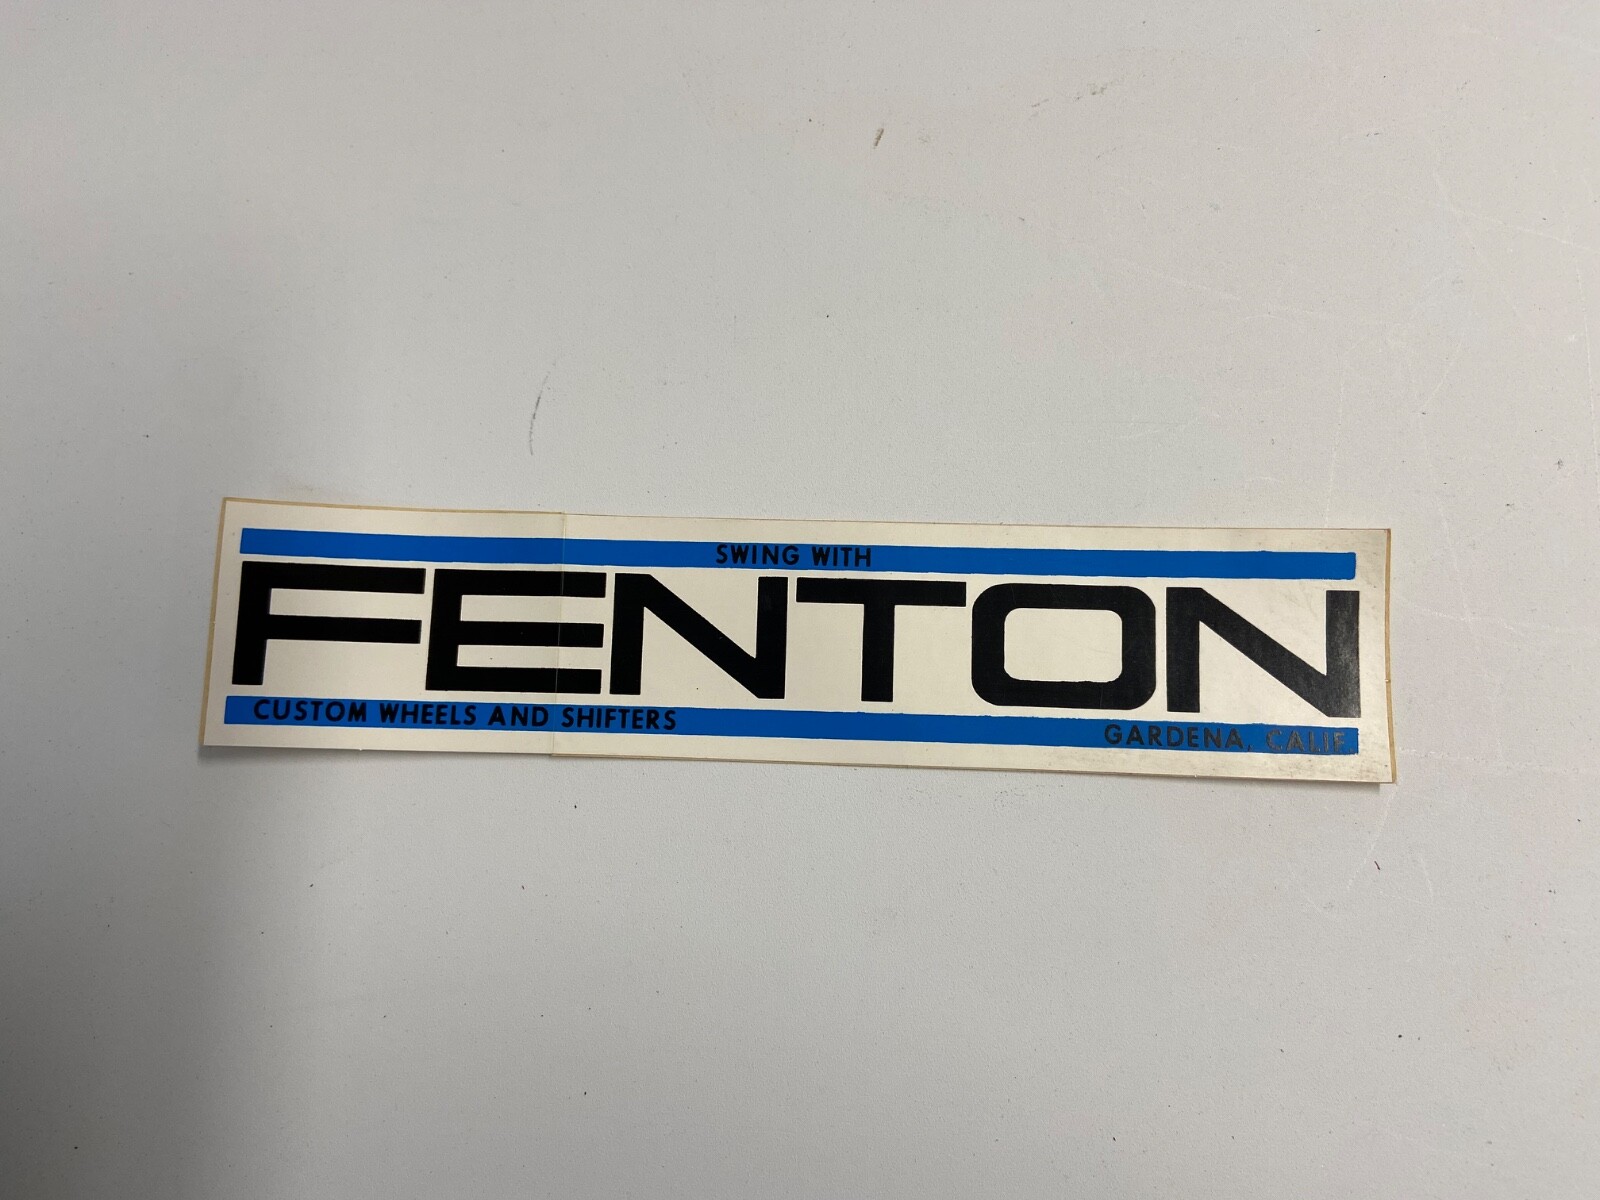 SWING WITH
FENTON
CUSTOM WHEELS AND SHIFTERS
GARDENA, CALIF.